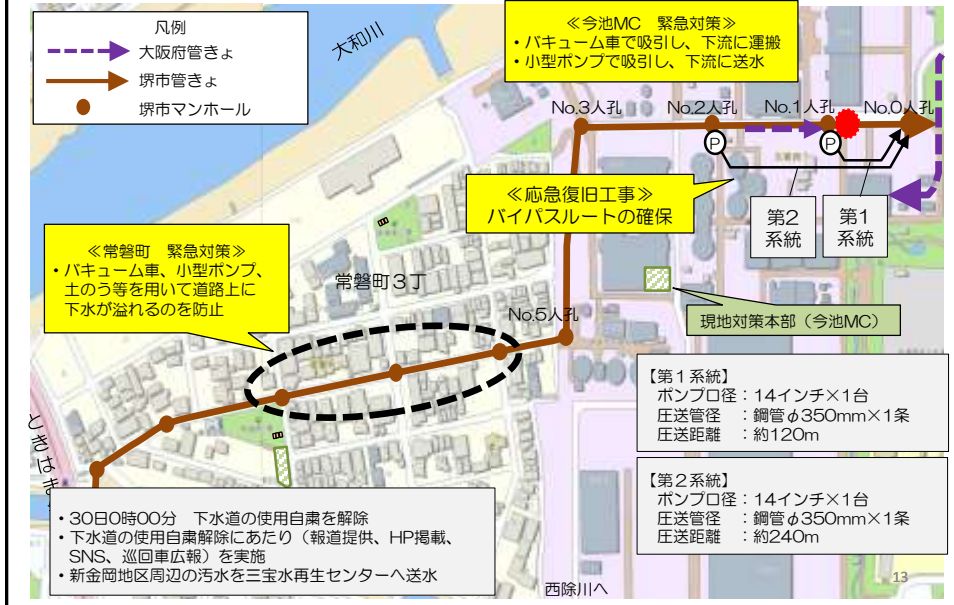 凡例
大阪府管きょ
堺市管きょ
堺市マンホール
大和川
≪今池MC　緊急対策≫
・バキューム車で吸引し、下流に運搬
・小型ポンプで吸引し、下流に送水
No.3人孔
No.2人孔
No.1人孔
No.0人孔
P
P
≪応急復旧工事≫
バイパスルートの確保
第2
系統
第1
系統
≪常磐町　緊急対策≫
・バキューム車、小型ポンプ、
土のう等を用いて道路上に
下水が溢れるのを防止
常磐町3丁
No.5人孔
現地対策本部（今池MC）
【第1系統】
ポンプ口径：14インチ×1台
圧送管径　：鋼管φ350mm×1条
圧送距離　：約120m
【第2系統】
ポンプ口径：14インチ×1台
圧送管径　：鋼管φ350mm×1条
圧送距離　：約240m
ときはま
・30日0時00分　下水道の使用自粛を解除
・下水道の使用自粛解除にあたり（報道提供、HP掲載、
SNS、巡回車広報）を実施
・新金岡地区周辺の汚水を三宝水再生センターへ送水
西除川へ
13